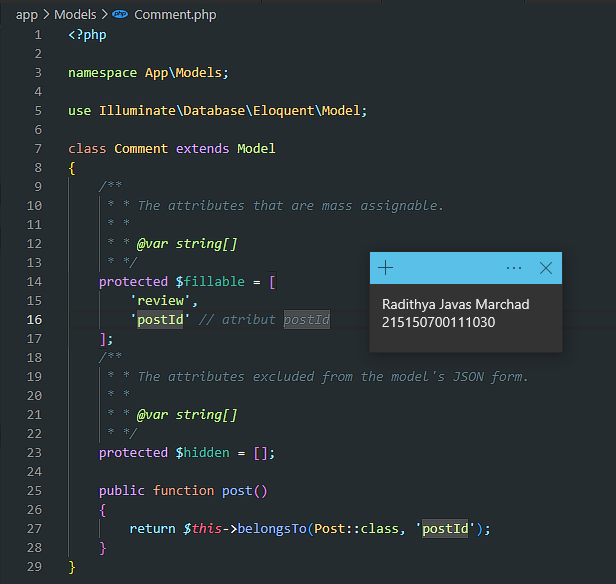 app > Models > php Comment.php
1 <?php
2
3 namespace App\Models;
4
5 use Illuminate\Database\Eloquent\Model;
6
7 class Comment extends Model
8 {
9 /**
10 * * The attributes that are mass assignable.
11 * *
12 * * @var string[]
13 * */
14 protected $fillable = [
15 'review',
16 'postId' // atribut postId
17 ];
18 /**
19 * * The attributes excluded from the model's JSON form.
20 * *
21 * * @var string[]
22 * */
23 protected $hidden = [];
24
25 public function post()
26 {
27 return $this->belongsTo(Post::class, 'postId');
28 }
29 }
Radithya Javas Marchad
215150700111030